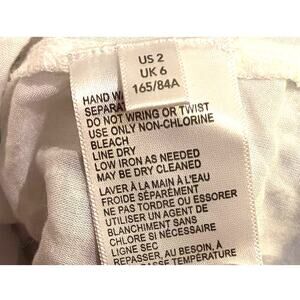 US 2
UK 6
165/84A
HAND
SEPARAT
DO NOT WRING OR TWIST
USE ONLY NON-CHLORINE
BLEACH
LINE DRY
LOW IRON AS NEEDED
MAY BE DRY CLEANED
LAVER À LA MAIN À L'EAU
FROIDE SÉPARÉMENT
NE PAS TORDRE OU ESSORER
UTILISER UN AGENT DE
BLANCHIMENT SANS
CHLORE SI NÉCESSAIRE
LIGNE SEC
REPASSER, AU BESOIN, À